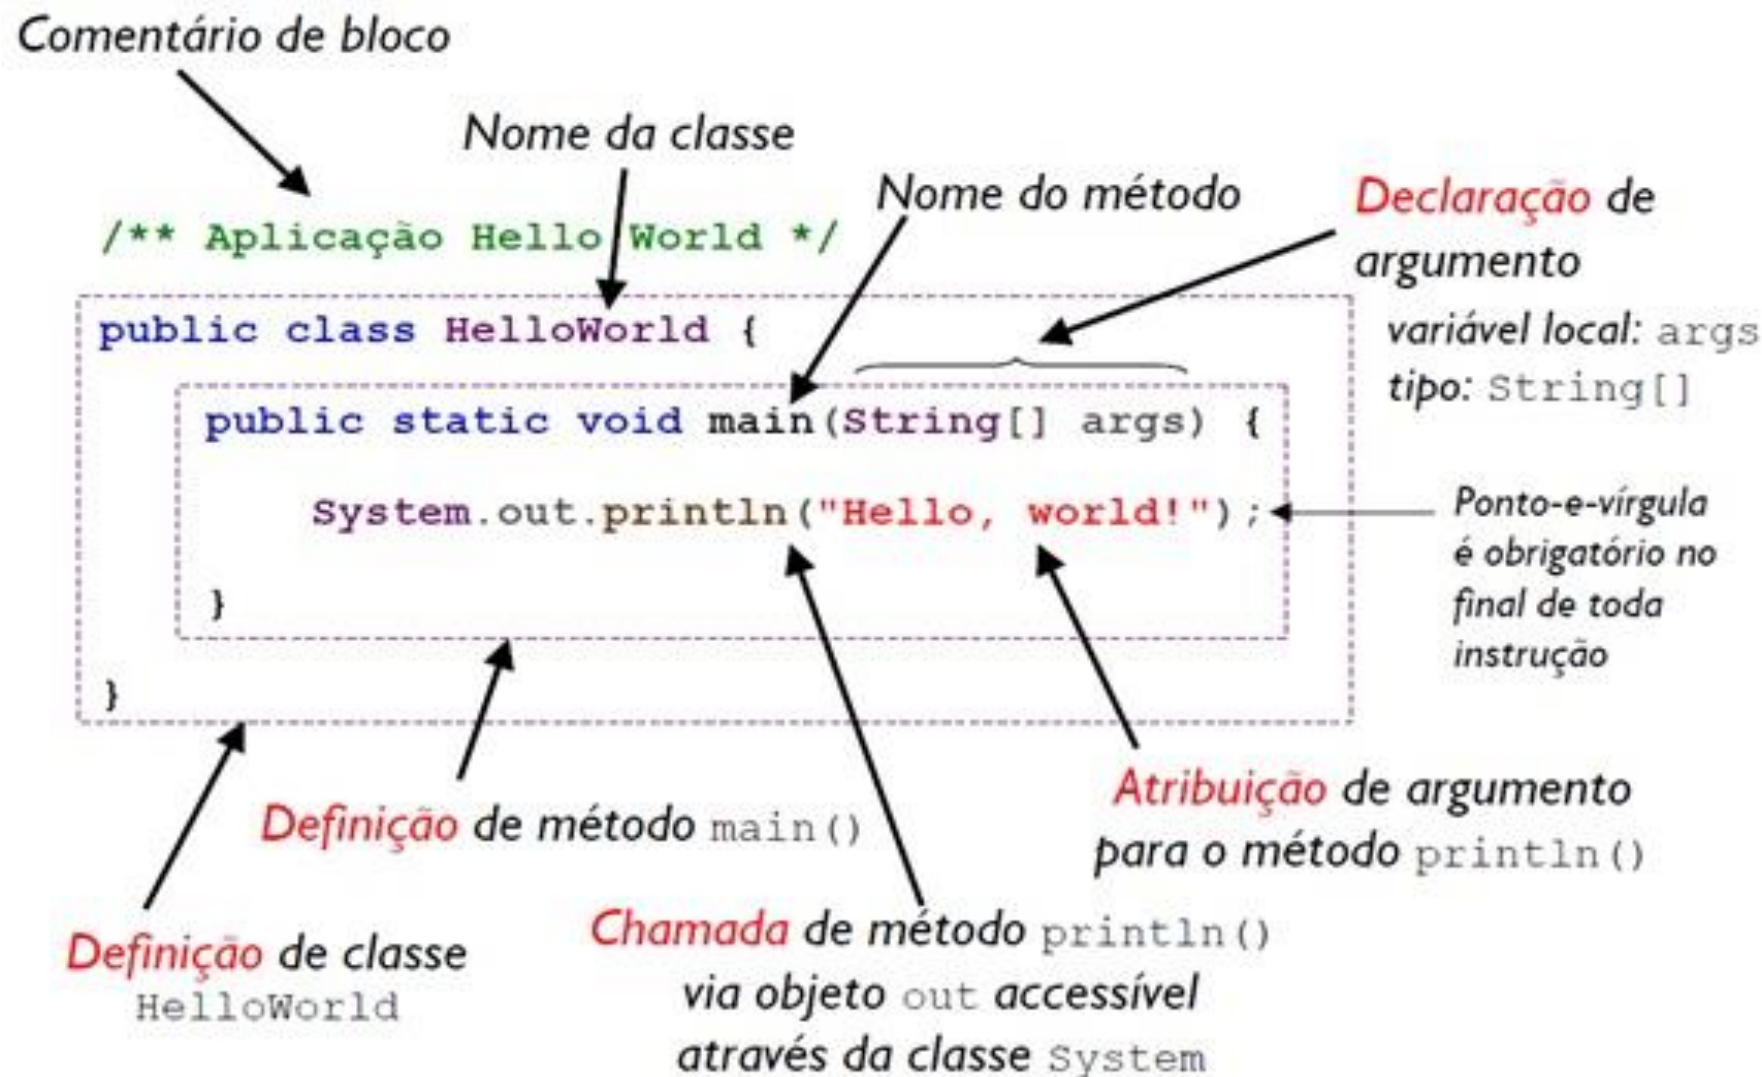 Comentário de bloco
Nome da classe
Nome do método
Declaração de
argumento
variável local: args
tipo: String[]
/** Aplicação Hello World */
public class HelloWorld {
public static void main(String[] args) {
System.out.println("Hello, world!");
}
}
Ponto-e-vírgula
é obrigatório no
final de toda
instrução
Definição de método main()
Atribuição de argumento
para o método println()
Definição de classe
HelloWorld
Chamada de método println()
via objeto out accessível
através da classe System